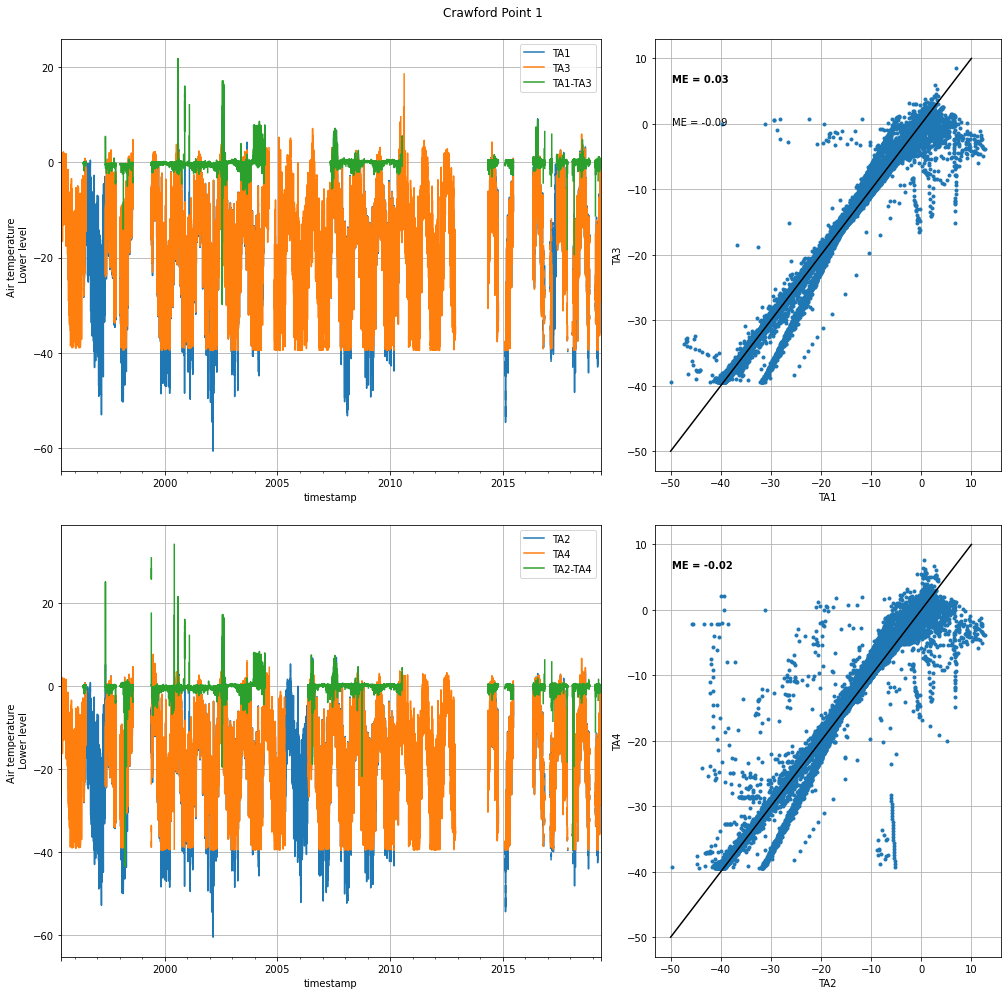 Crawford Point 1
20
0
−20
−40
−60
Air temperature
Lower level
2000
2005
2010
2015
timestamp
TA1
TA3
TA1-TA3
10
0
−10
−20
−30
−40
−50
TA3
ME = 0.03
ME = -0.09
−50
−40
−30
−20
−10
0
10
TA1
20
0
−20
−40
−60
Air temperature
Lower level
2000
2005
2010
2015
timestamp
TA2
TA4
TA2-TA4
10
0
−10
−20
−30
−40
−50
TA4
ME = -0.02
−50
−40
−30
−20
−10
0
10
TA2